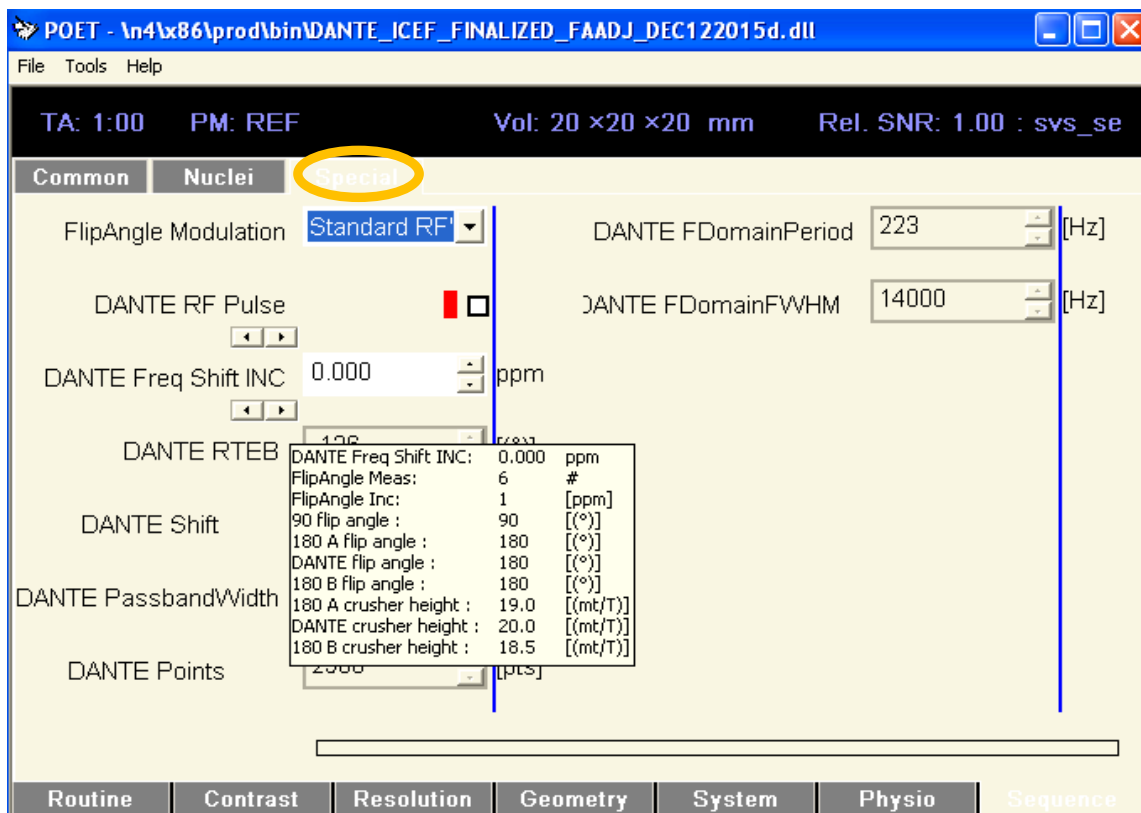 POET - \n4\x86\prod\bin\DANTE_ICEF_FINALIZED_FAADJ_DEC122015d.dll
File Tools Help
TA: 1:00 PM: REF Vol: 20 ×20 ×20 mm Rel. SNR: 1.00 : svs_se
Common Nuclei Special
FlipAngle Modulation Standard RF' DANTE FDomainPeriod 223 [Hz]
DANTE RF Pulse DANTE FDomainFWHM 14000 [Hz]
DANTE Freq Shift INC 0.000 ppm
DANTE RTEB
DANTE Freq Shift INC: 0.000 ppm
FlipAngle Meas: 6 #
FlipAngle Inc: 1 [ppm]
90 flip angle : 90 [(°)]
DANTE Shift
180 A flip angle : 180 [(°)]
DANTE flip angle : 180 [(°)]
180 B flip angle : 180 [(°)]
DANTE PassbandWidth
180 A crusher height : 19.0 [(mt/T)]
DANTE crusher height : 20.0 [(mt/T)]
180 B crusher height : 18.5 [(mt/T)]
DANTE Points [pts]
Routine Contrast Resolution Geometry System Physio Sequence